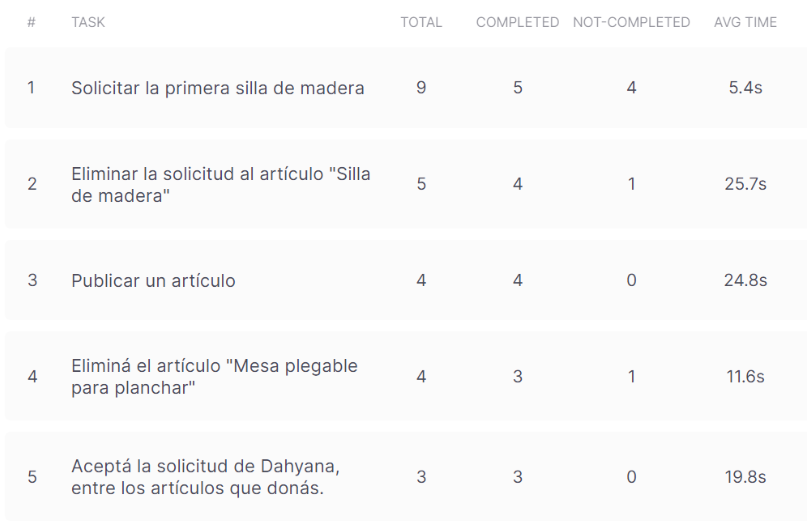 # TASK TOTAL COMPLETED NOT-COMPLETED AVG TIME
1 Solicitar la primera silla de madera 9 5 4 5.4s
2 Eliminar la solicitud al artículo "Silla
de madera" 5 4 1 25.7s
3 Publicar un artículo 4 4 0 24.8s
4 Eliminá el artículo "Mesa plegable
para planchar" 4 3 1 11.6s
5 Aceptá la solicitud de Dahyana,
entre los artículos que donás. 3 3 0 19.8s